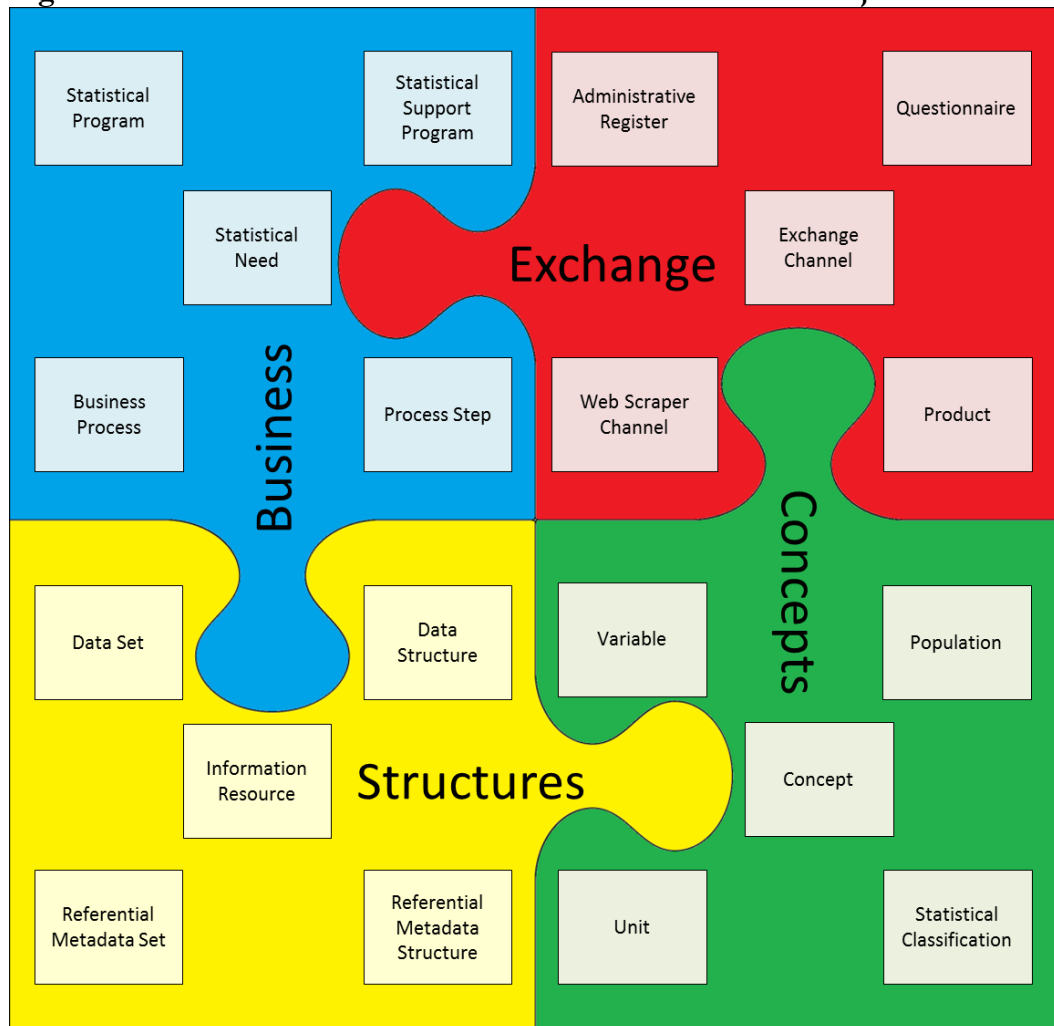 Statistical
Program
Statistical
Support
Program
Statistical
Need
Business
Process
Process Step
Business
Administrative
Register
Questionnaire
Exchange
Channel
Exchange
Web Scraper
Channel
Product
Data Set
Data
Structure
Information
Resource
Structures
Referential
Metadata Set
Referential
Metadata
Structure
Variable
Population
Concepts
Concept
Unit
Statistical
Classification